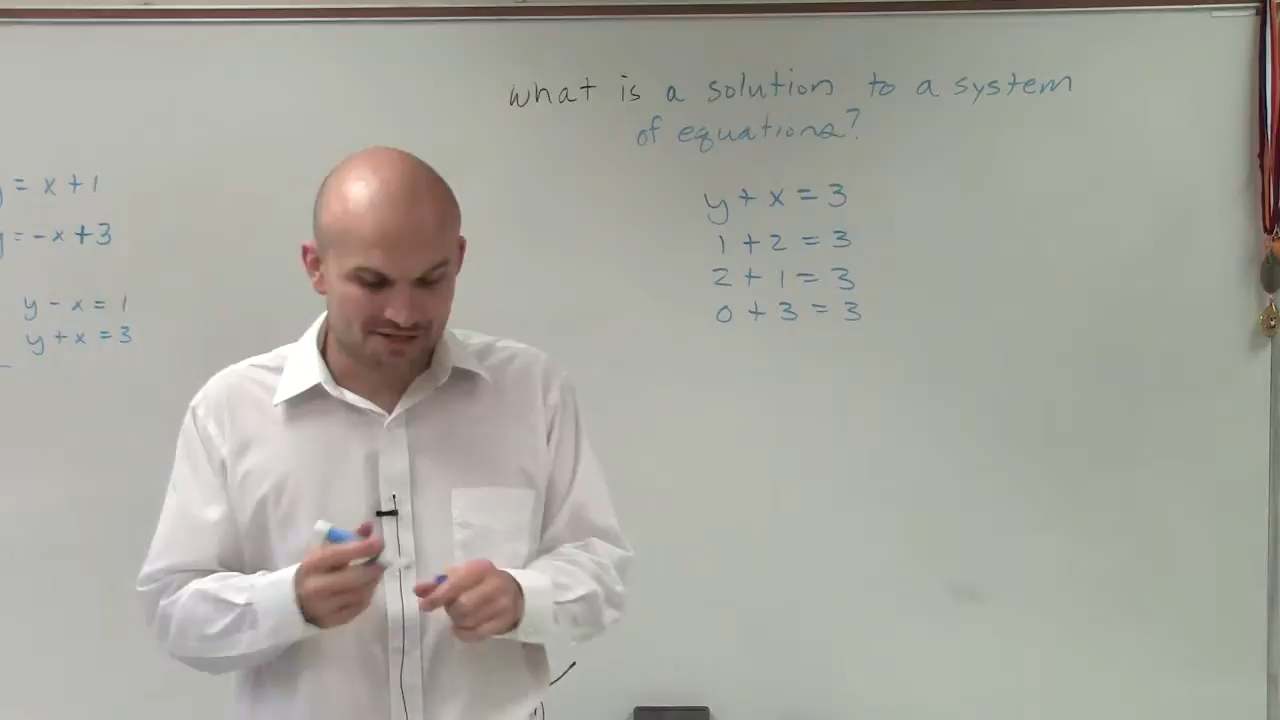 what is a solution to a system
of equations?
y + x = 3
1 + 2 = 3
2 + 1 = 3
0 + 3 = 3
= x + 1
= -x + 3
y - x = 1
y + x = 3